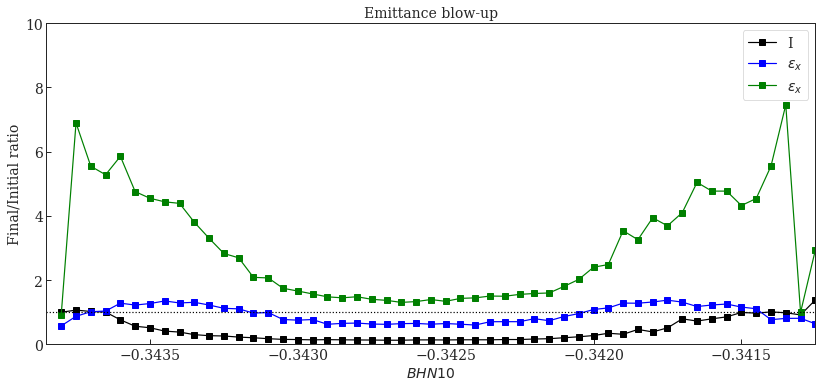 Emittance blow-up
Final/Initial ratio
10
8
6
4
2
0
I
εx
εx
−0.3435
−0.3430
−0.3425
−0.3420
−0.3415
BHN10